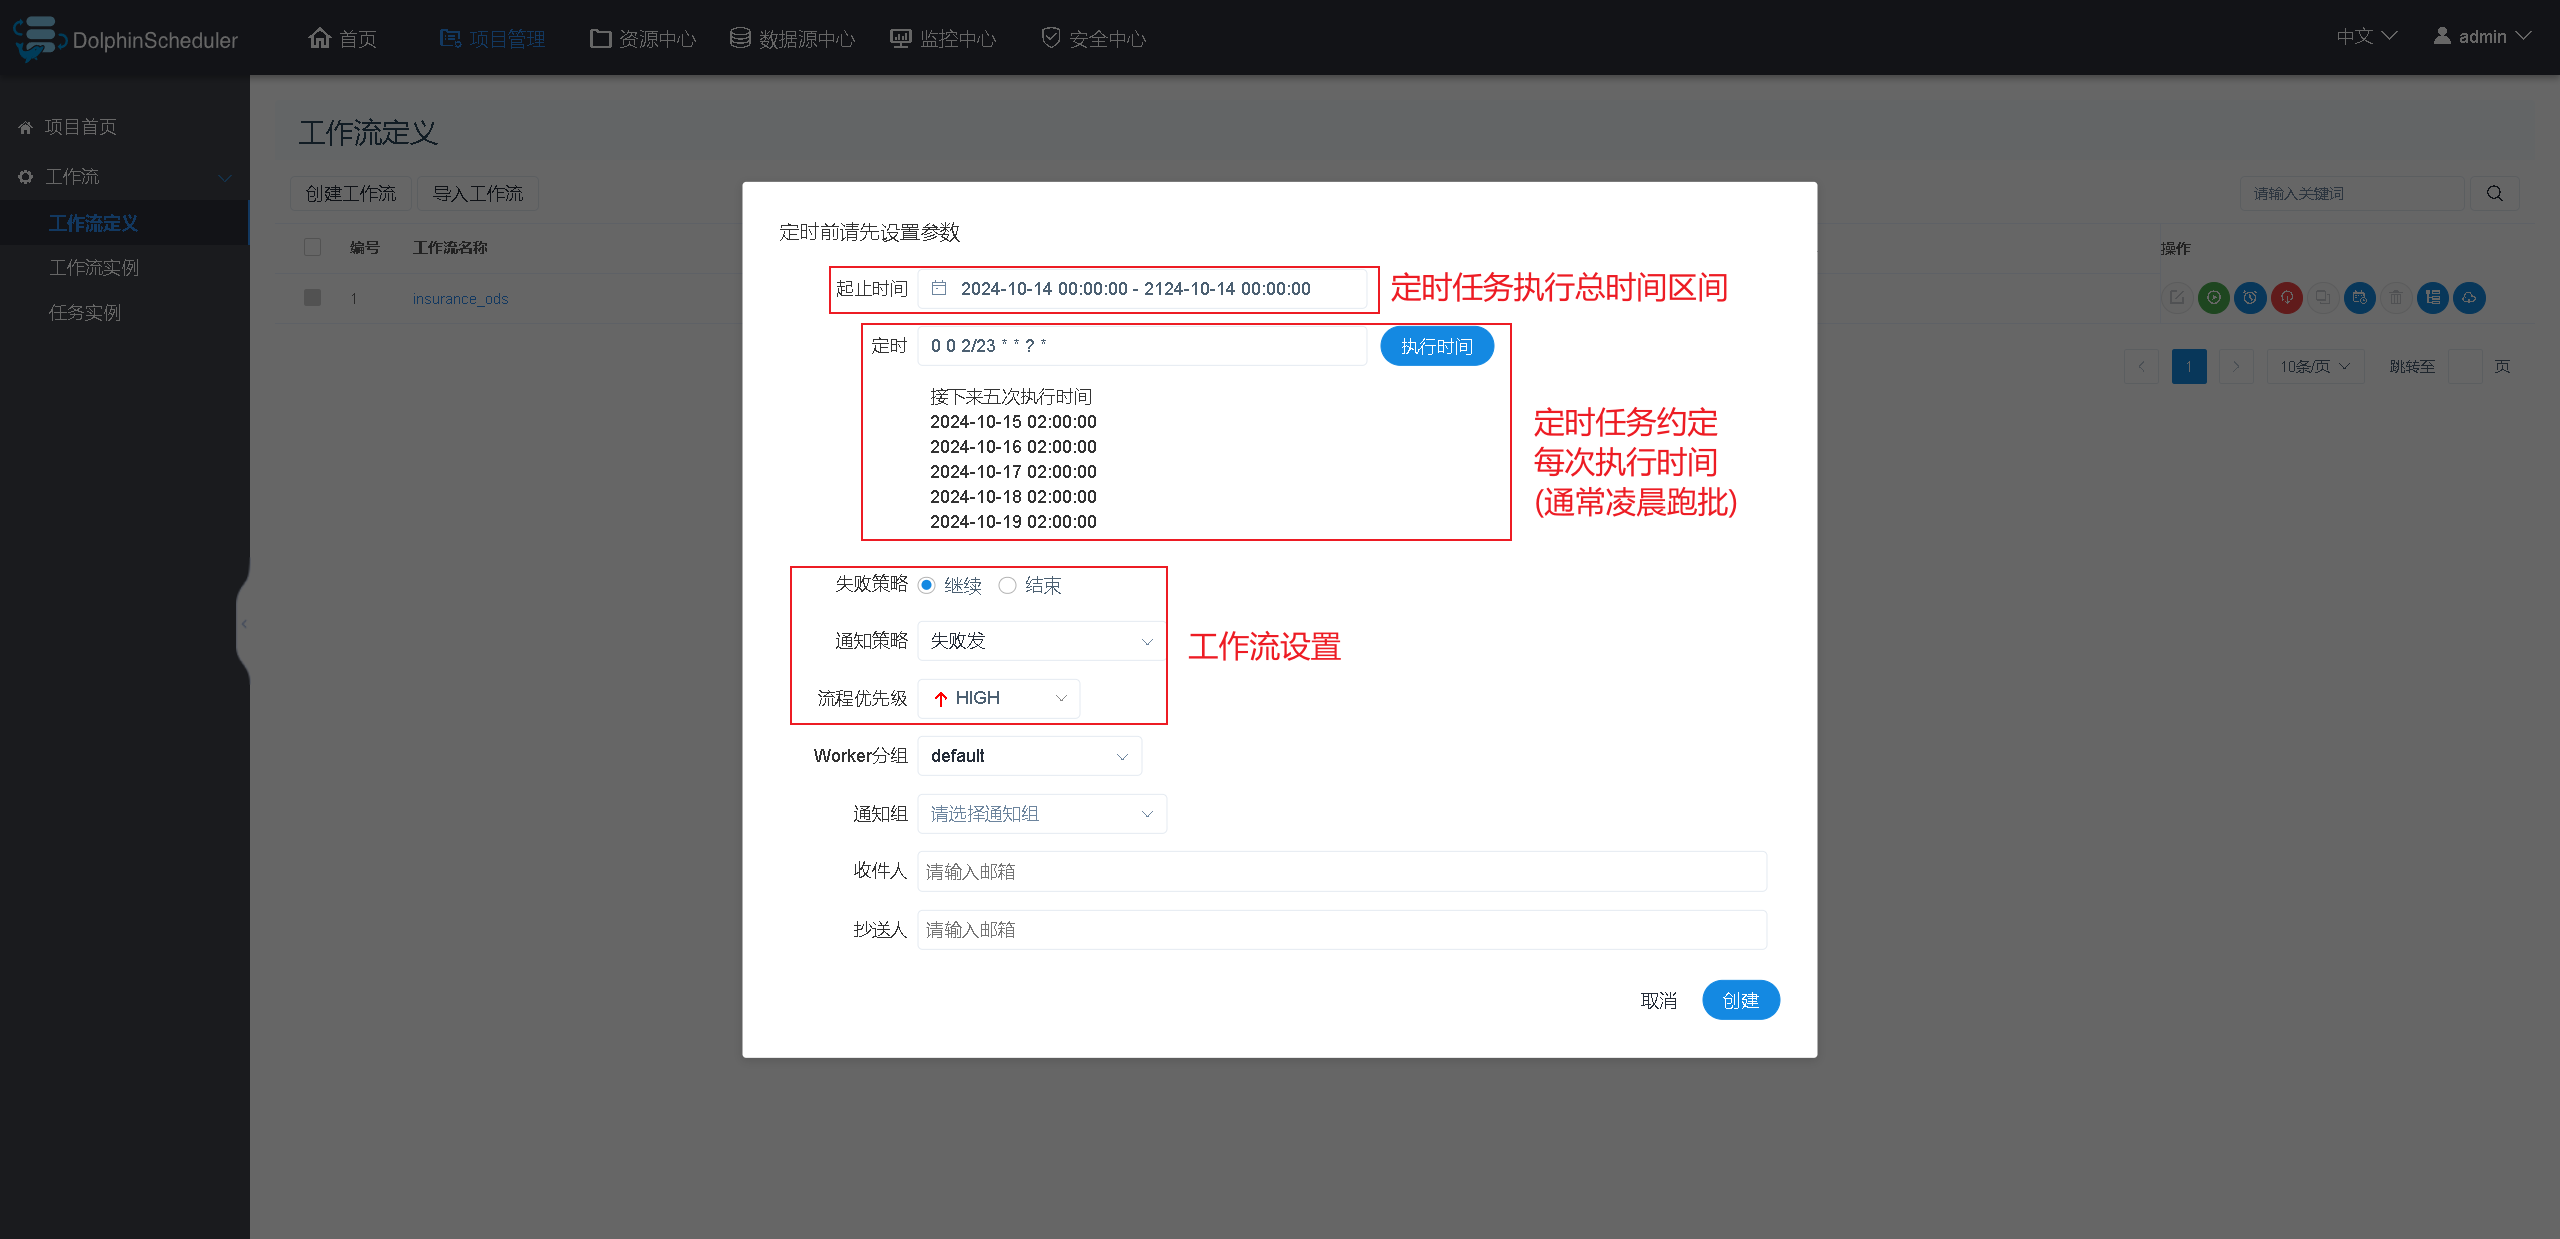 DolphinScheduler
首页
项目管理
资源中心
数据源中心
监控中心
安全中心
中文
admin
项目首页
工作流
工作流定义
工作流实例
任务实例
工作流定义
创建工作流
导入工作流
请输入关键词
编号
工作流名称
操作
1
insurance_ods
1
10条/页
跳转至
页
定时前请先设置参数
起止时间
2024-10-14 00:00:00 - 2124-10-14 00:00:00
定时任务执行总时间区间
定时
0 0 2/23 * * ? *
执行时间
接下来五次执行时间
2024-10-15 02:00:00
2024-10-16 02:00:00
2024-10-17 02:00:00
2024-10-18 02:00:00
2024-10-19 02:00:00
定时任务约定
每次执行时间
(通常凌晨跑批)
失败策略
继续
结束
通知策略
失败发
工作流设置
流程优先级
HIGH
Worker分组
default
通知组
请选择通知组
收件人
请输入邮箱
抄送人
请输入邮箱
取消
创建